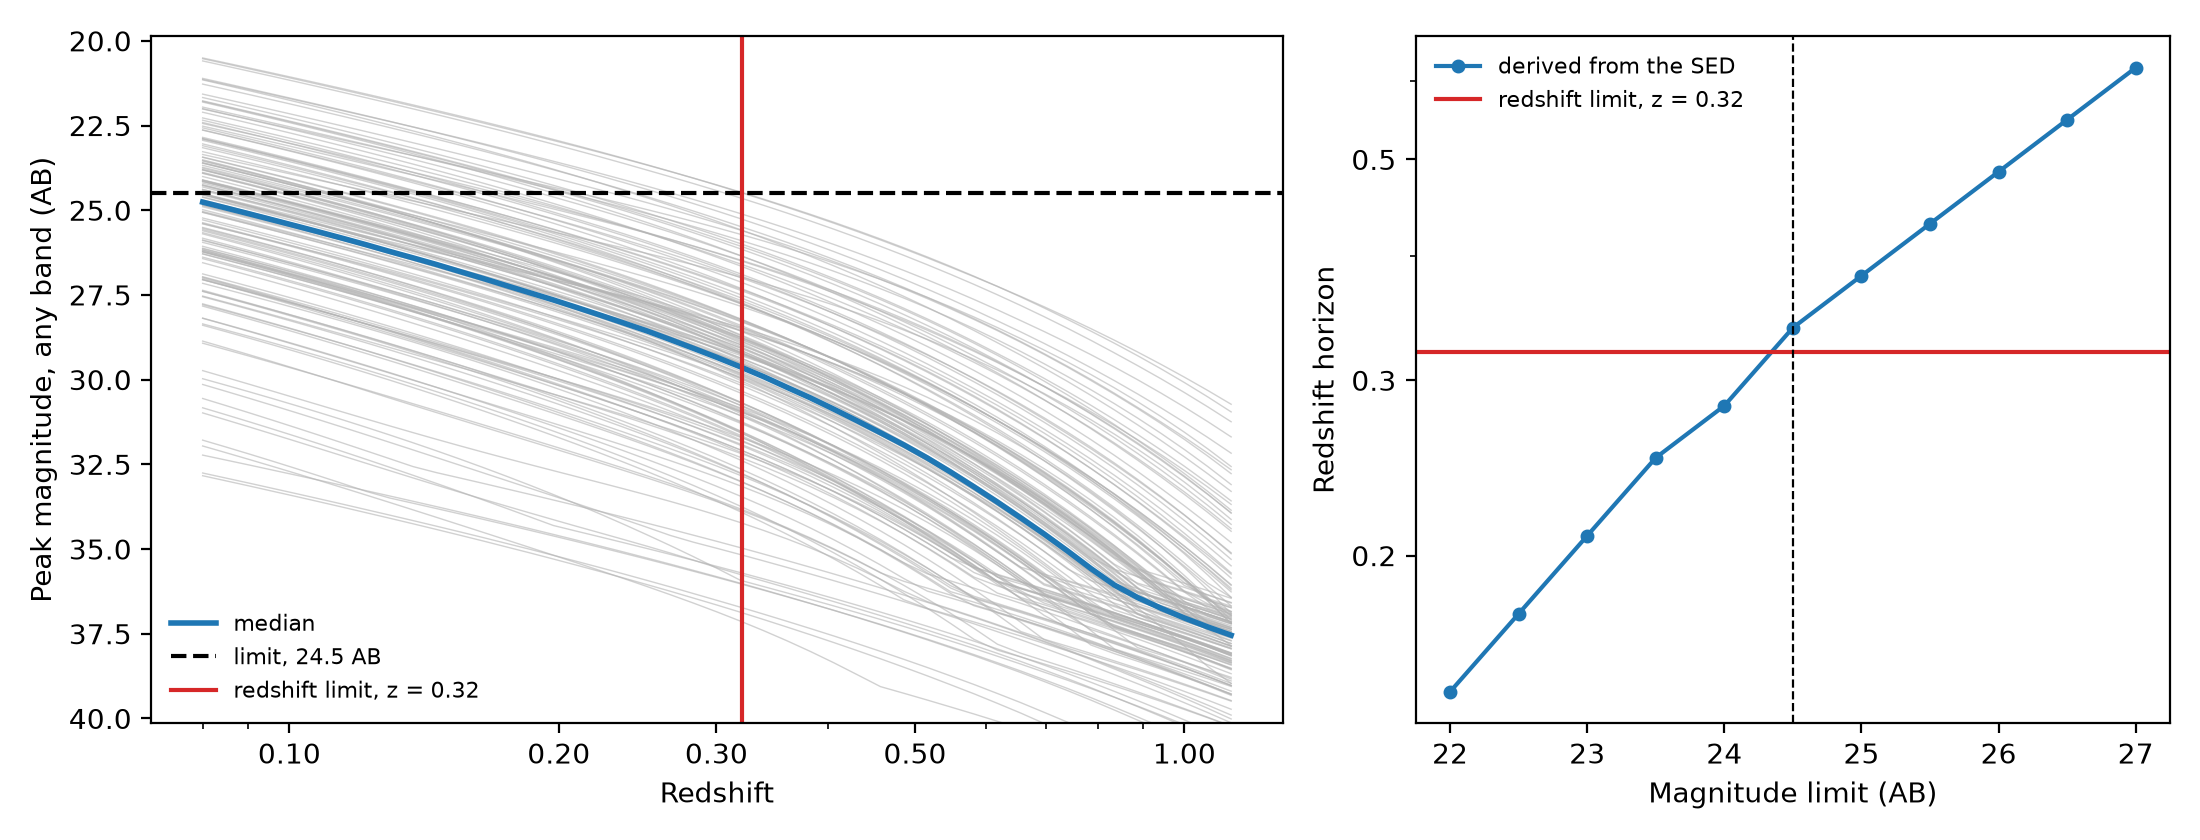 20.0
22.5
25.0
27.5
30.0
32.5
35.0
37.5
40.0
Peak magnitude, any band (AB)
median
limit, 24.5 AB
redshift limit, z = 0.32
0.10
0.20
0.30
0.50
1.00
Redshift
derived from the SED
redshift limit, z = 0.32
0.5
0.3
0.2
Redshift horizon
22
23
24
25
26
27
Magnitude limit (AB)